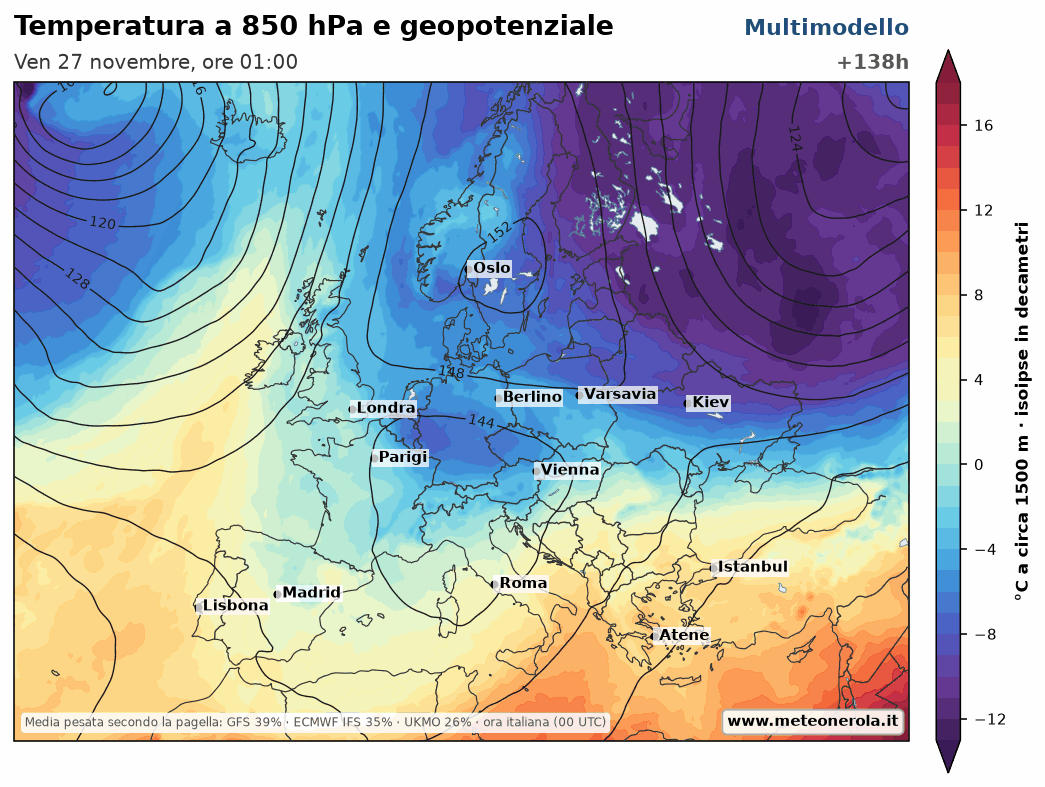 Temperatura a 850 hPa e geopotenziale
Multimodello
Ven 27 novembre, ore 01:00
+138h
124
120
128
152
148
144
Oslo
Londra
Berlino
Varsavia
Kiev
Parigi
Vienna
Roma
Istanbul
Madrid
Lisbona
Atene
Media pesata secondo la pagella: GFS 39% · ECMWF IFS 35% · UKMO 26% · ora italiana (00 UTC)
www.meteonerola.it
16
12
8
4
0
−4
−8
−12
°C a circa 1500 m · isoipse in decametri